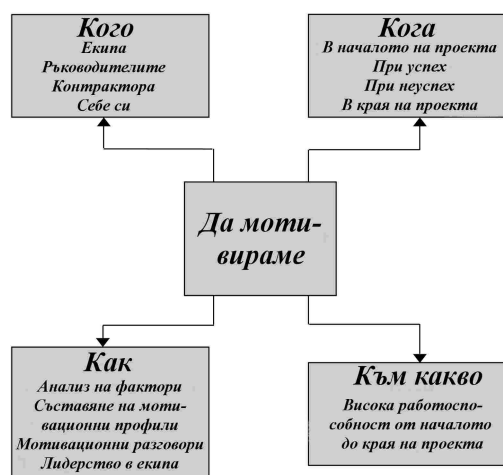 Кого
Екипа
Ръководителите
Контрактора
Себе си
Кога
В началото на проекта
При успех
При неуспех
В края на проекта
Да моти-
вираме
Как
Анализ на фактори
Съставяне на моти-
вационни профили
Мотивационни разговори
Лидерство в екипа
Към какво
Висока работоспо-
собност от началото
до края на проекта